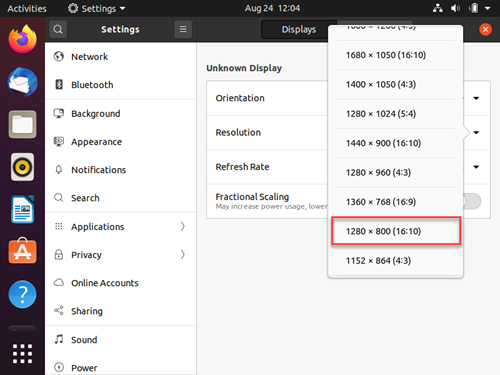 Activities
Settings
Aug 24 12:04
Settings
Displays
Network
Bluetooth
Background
Appearance
Notifications
Search
Applications
Privacy
Online Accounts
Sharing
Sound
Power
Unknown Display
Orientation
Resolution
Refresh Rate
Fractional Scaling
May increase power usage, lower
1680 × 1050 (16:10)
1400 × 1050 (4:3)
1280 × 1024 (5:4)
1440 × 900 (16:10)
1280 × 960 (4:3)
1360 × 768 (16:9)
1280 × 800 (16:10)
1152 × 864 (4:3)